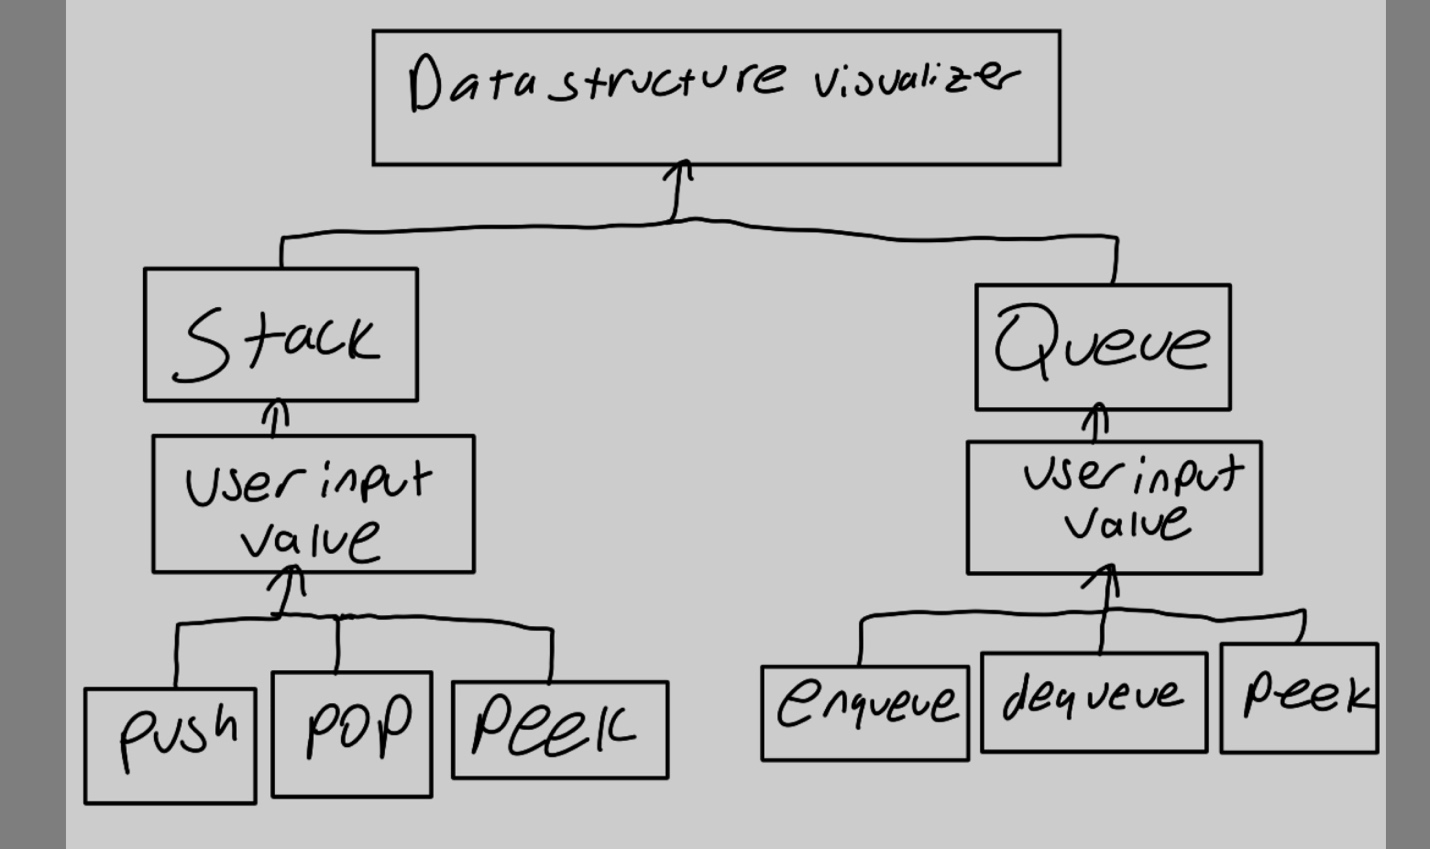 Data structure visualizer
Stack
Queue
User input
value
User input
value
push
pop
peek
enqueue
dequeue
peek